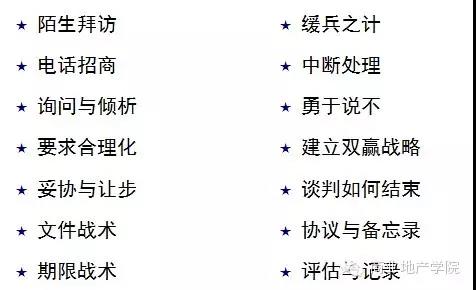 ★ 陌生拜访
★ 电话招商
★ 询问与倾析
★ 要求合理化
★ 妥协与让步
★ 文件战术
★ 期限战术
★ 缓兵之计
★ 中断处理
★ 勇于说不
★ 建立双赢战略
★ 谈判如何结束
★ 协议与备忘录
★ 评估与记录
地产学院